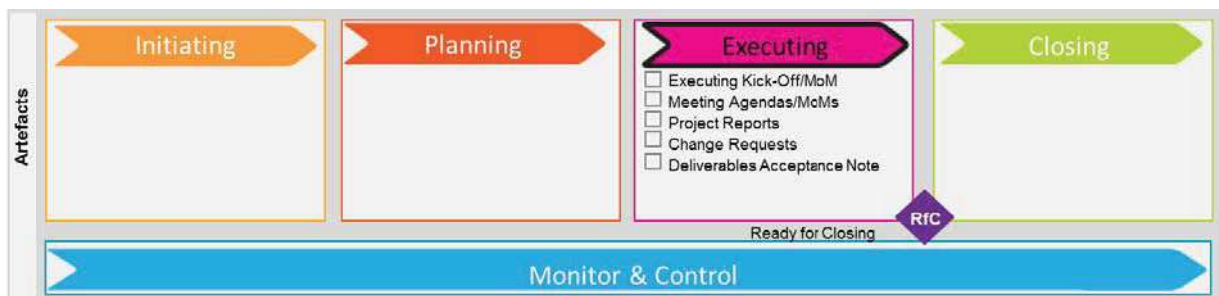 Artefacts
Initiating
Planning
Executing
Closing
Executing Kick-Off/MoM
Meeting Agendas/MoMs
Project Reports
Change Requests
Deliverables Acceptance Note
RfC
Ready for Closing
Monitor & Control